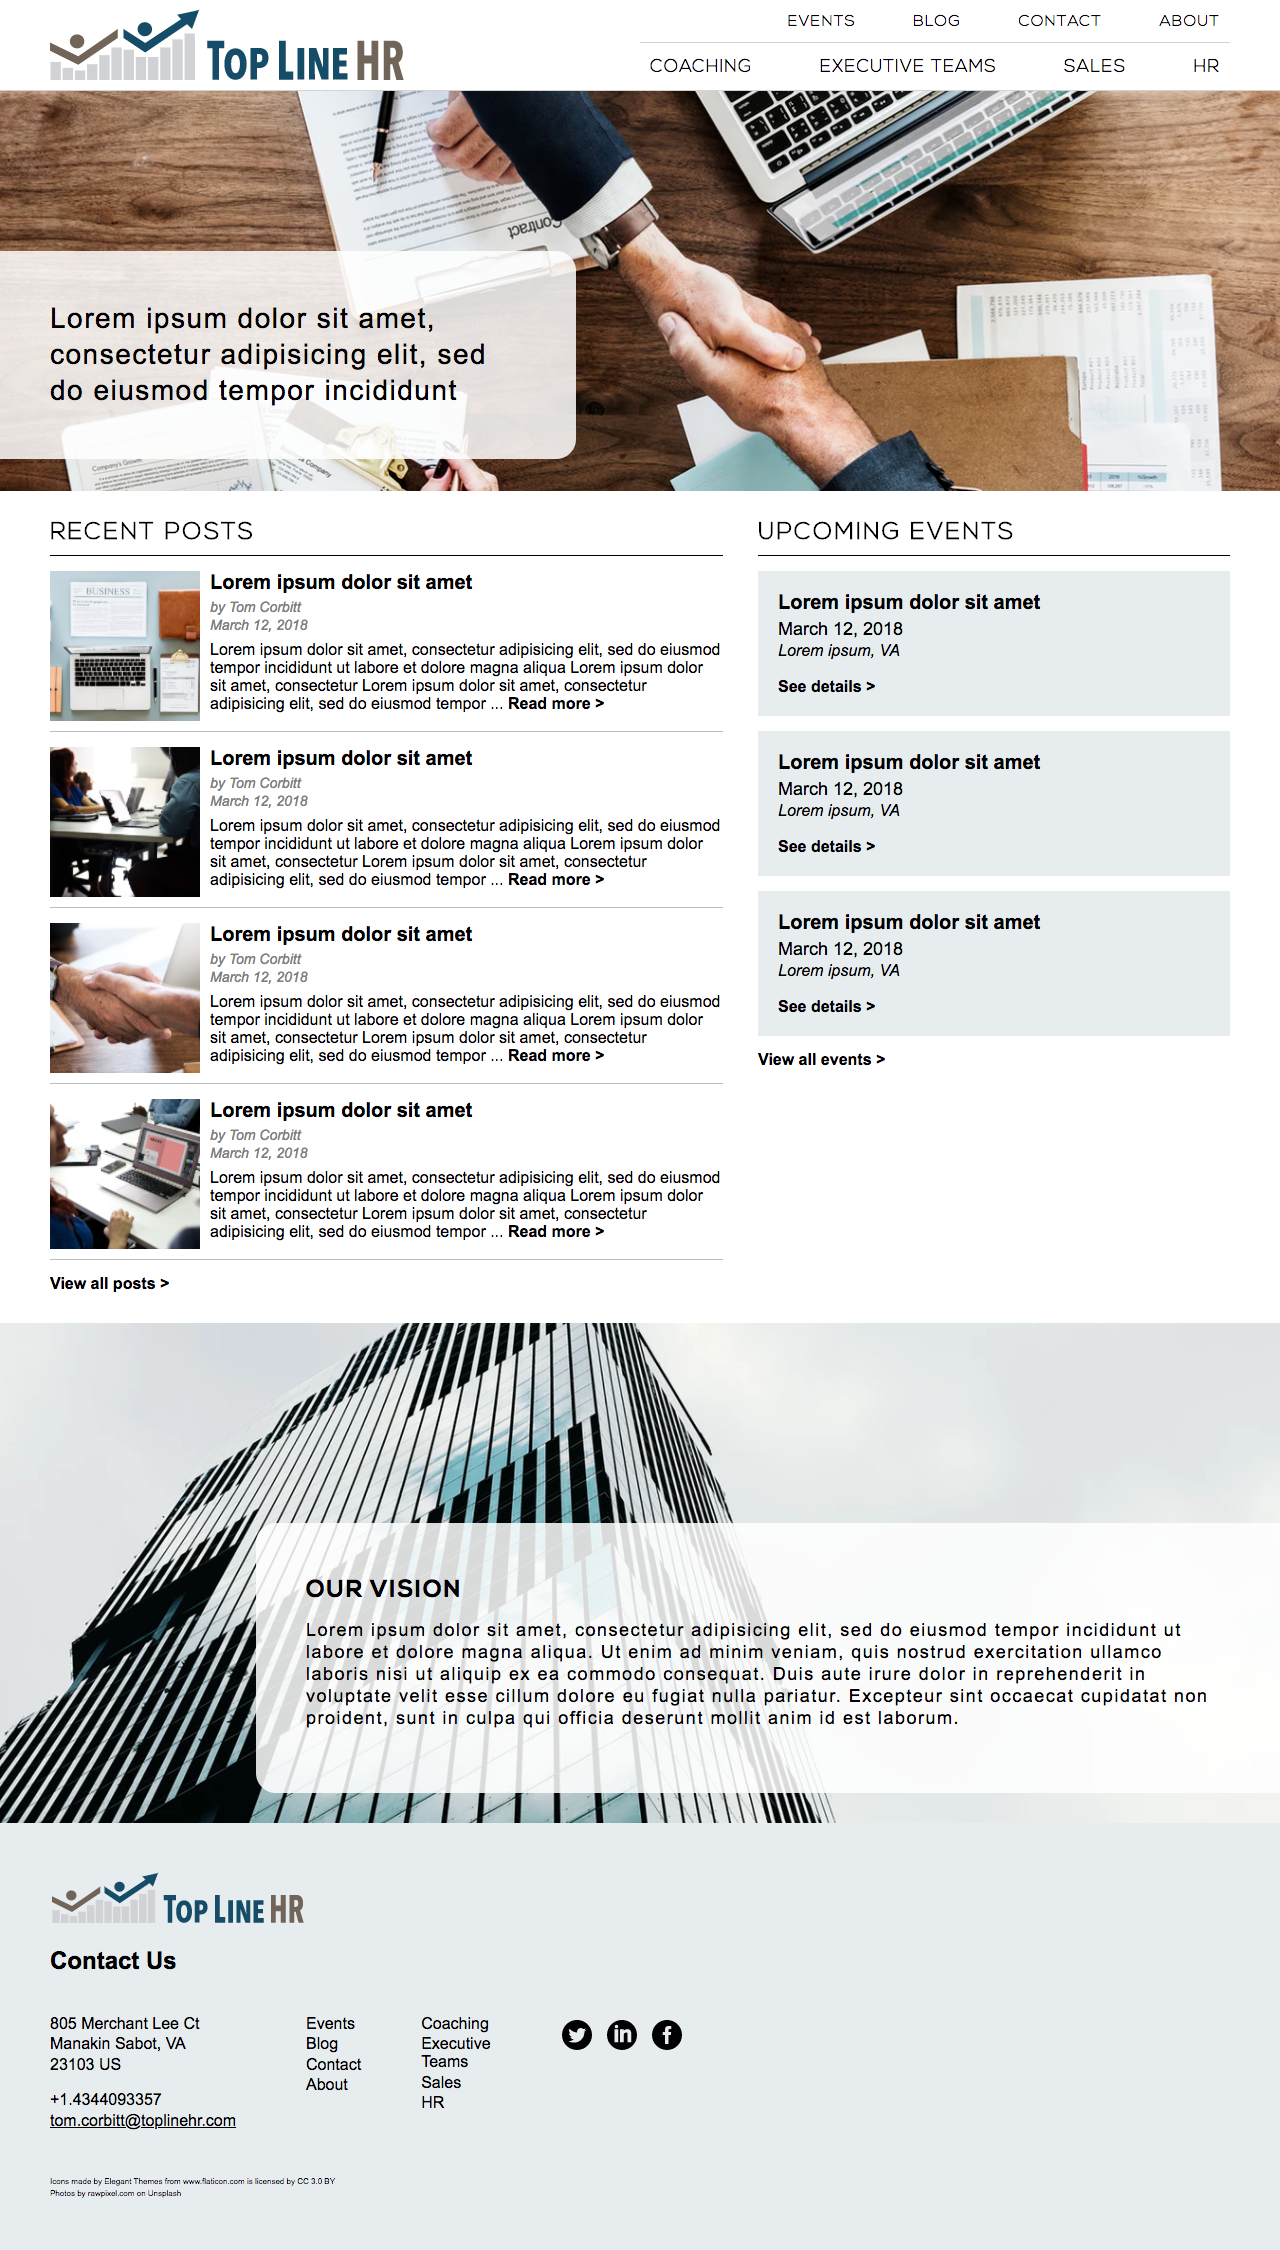 TOP LINE HR
EVENTS BLOG CONTACT ABOUT
COACHING EXECUTIVE TEAMS SALES HR
Contract
Lorem ipsum dolor sit amet,
consectetur adipisicing elit, sed
do eiusmod tempor incididunt
RECENT POSTS
BUSINESS
Lorem ipsum dolor sit amet
by Tom Corbitt
March 12, 2018
Lorem ipsum dolor sit amet, consectetur adipisicing elit, sed do eiusmod
tempor incididunt ut labore et dolore magna aliqua Lorem ipsum dolor
sit amet, consectetur Lorem ipsum dolor sit amet, consectetur
adipisicing elit, sed do eiusmod tempor ... Read more >
Lorem ipsum dolor sit amet
by Tom Corbitt
March 12, 2018
Lorem ipsum dolor sit amet, consectetur adipisicing elit, sed do eiusmod
tempor incididunt ut labore et dolore magna aliqua Lorem ipsum dolor
sit amet, consectetur Lorem ipsum dolor sit amet, consectetur
adipisicing elit, sed do eiusmod tempor ... Read more >
Lorem ipsum dolor sit amet
by Tom Corbitt
March 12, 2018
Lorem ipsum dolor sit amet, consectetur adipisicing elit, sed do eiusmod
tempor incididunt ut labore et dolore magna aliqua Lorem ipsum dolor
sit amet, consectetur Lorem ipsum dolor sit amet, consectetur
adipisicing elit, sed do eiusmod tempor ... Read more >
Lorem ipsum dolor sit amet
by Tom Corbitt
March 12, 2018
Lorem ipsum dolor sit amet, consectetur adipisicing elit, sed do eiusmod
tempor incididunt ut labore et dolore magna aliqua Lorem ipsum dolor
sit amet, consectetur Lorem ipsum dolor sit amet, consectetur
adipisicing elit, sed do eiusmod tempor ... Read more >
View all posts >
UPCOMING EVENTS
Lorem ipsum dolor sit amet
March 12, 2018
Lorem ipsum, VA
See details >
Lorem ipsum dolor sit amet
March 12, 2018
Lorem ipsum, VA
See details >
Lorem ipsum dolor sit amet
March 12, 2018
Lorem ipsum, VA
See details >
View all events >
OUR VISION
Lorem ipsum dolor sit amet, consectetur adipisicing elit, sed do eiusmod tempor incididunt ut
labore et dolore magna aliqua. Ut enim ad minim veniam, quis nostrud exercitation ullamco
laboris nisi ut aliquip ex ea commodo consequat. Duis aute irure dolor in reprehenderit in
voluptate velit esse cillum dolore eu fugiat nulla pariatur. Excepteur sint occaecat cupidatat non
proident, sunt in culpa qui officia deserunt mollit anim id est laborum.
TOP LINE HR
Contact Us
805 Merchant Lee Ct
Manakin Sabot, VA
23103 US
+1.4344093357
tom.corbitt@toplinehr.com
Events
Blog
Contact
About
Coaching
Executive
Teams
Sales
HR
Icons made by Elegant Themes from www.flaticon.com is licensed by CC 3.0 BY
Photos by rawpixel.com on Unsplash